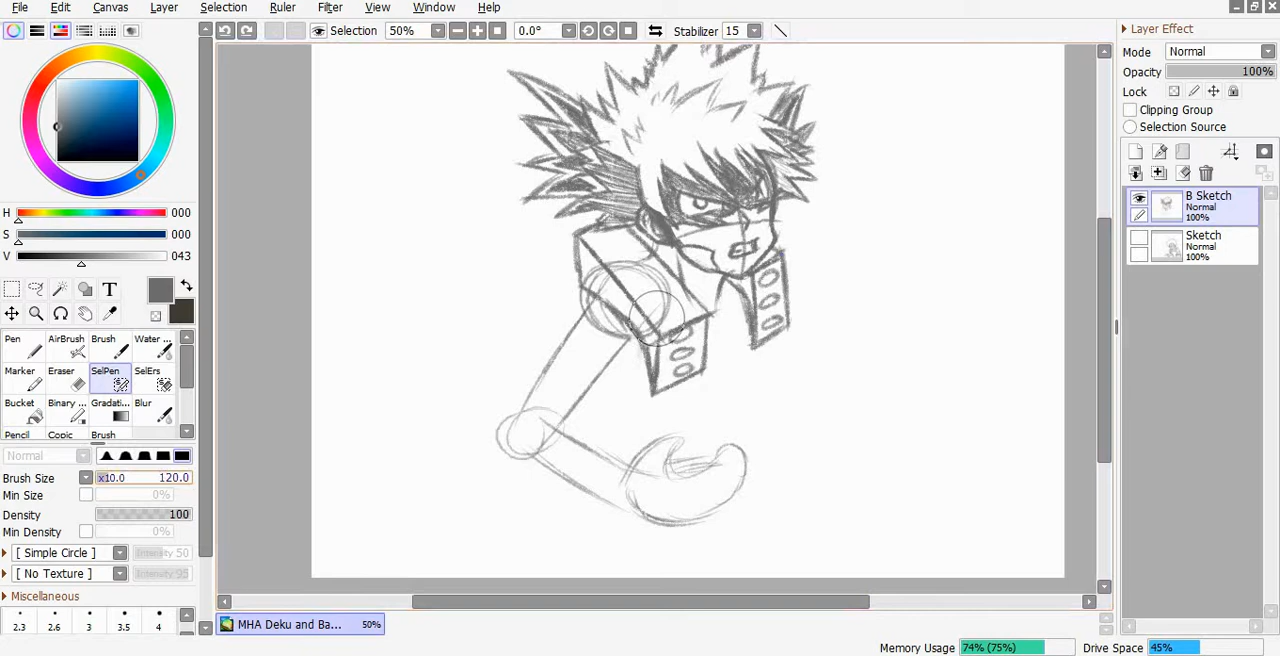 File Edit Canvas Layer Selection Ruler Filter View Window Help
Selection 50% 0.0° Stabilizer 15
Layer Effect
Mode Normal
Opacity 100%
Lock
Clipping Group
Selection Source
B Sketch
Normal
100%
Sketch
Normal
100%
H 000
S 000
V 043
T
Pen AirBrush Brush Water ...
Marker Eraser SelPen SelErs
Bucket Binary ... Gradati... Blur
Pencil Copic Brush
Normal
Brush Size x10.0 120.0
Min Size 0%
Density 100
Min Density 0%
[ Simple Circle ] Intensity 50
[ No Texture ] Intensity 95
Miscellaneous
2.3 2.6 3 3.5 4
MHA Deku and Ba... 50%
Memory Usage 74% (75%) Drive Space 45%